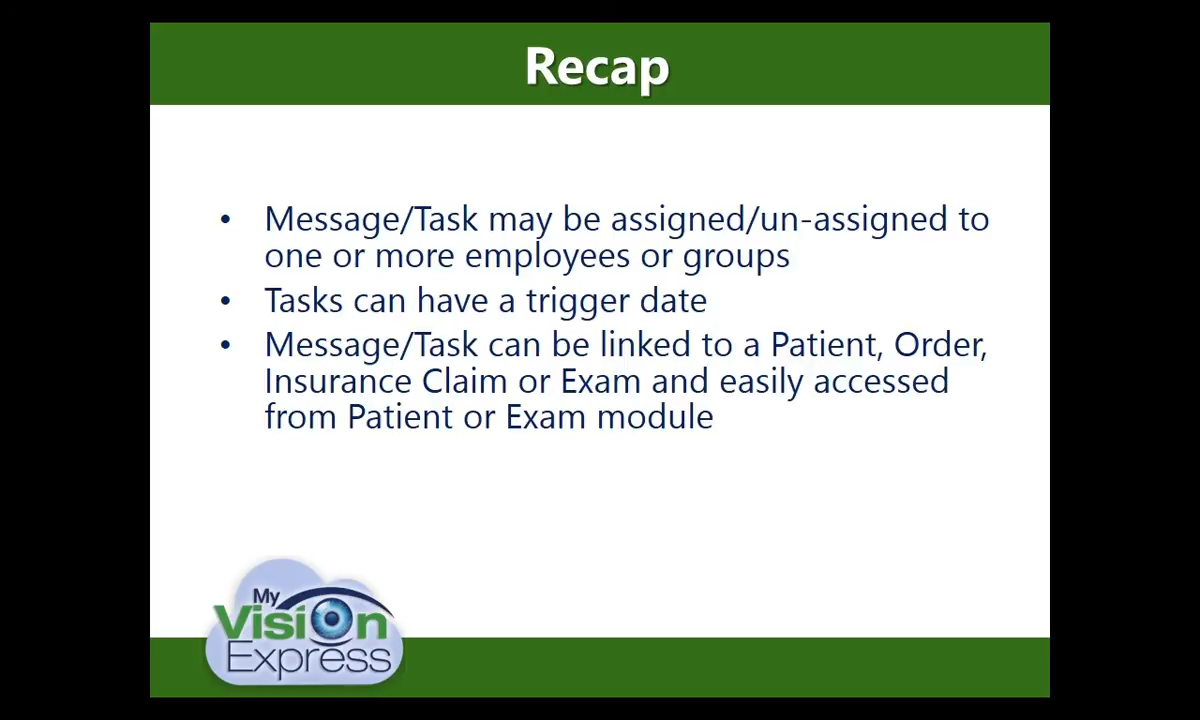 Recap
• Message/Task may be assigned/un-assigned to
one or more employees or groups
• Tasks can have a trigger date
• Message/Task can be linked to a Patient, Order,
Insurance Claim or Exam and easily accessed
from Patient or Exam module
My
Vision
Express